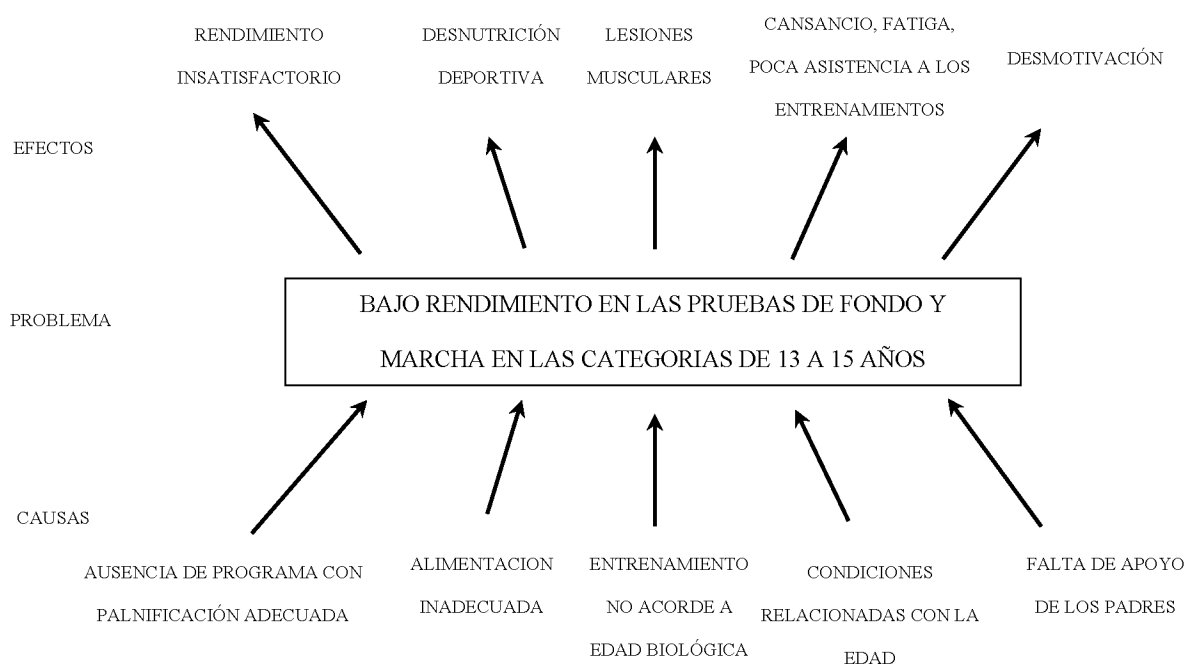 RENDIMIENTO
INSATISFACTORIO
DESNUTRICIÓN
DEPORTIVA
LESIONES
MUSCULARES
CANSANCIO, FATIGA,
POCA ASISTENCIA A LOS
ENTRENAMIENTOS
DESMOTIVACIÓN
EFECTOS
PROBLEMA
BAJO RENDIMIENTO EN LAS PRUEBAS DE FONDO Y
MARCHA EN LAS CATEGORIAS DE 13 A 15 AÑOS
CAUSAS
AUSENCIA DE PROGRAMA CON
PALNIFICACIÓN ADECUADA
ALIMENTACION
INADECUADA
ENTRENAMIENTO
NO ACORDE A
EDAD BIOLÓGICA
CONDICIONES
RELACIONADAS CON LA
EDAD
FALTA DE APOYO
DE LOS PADRES